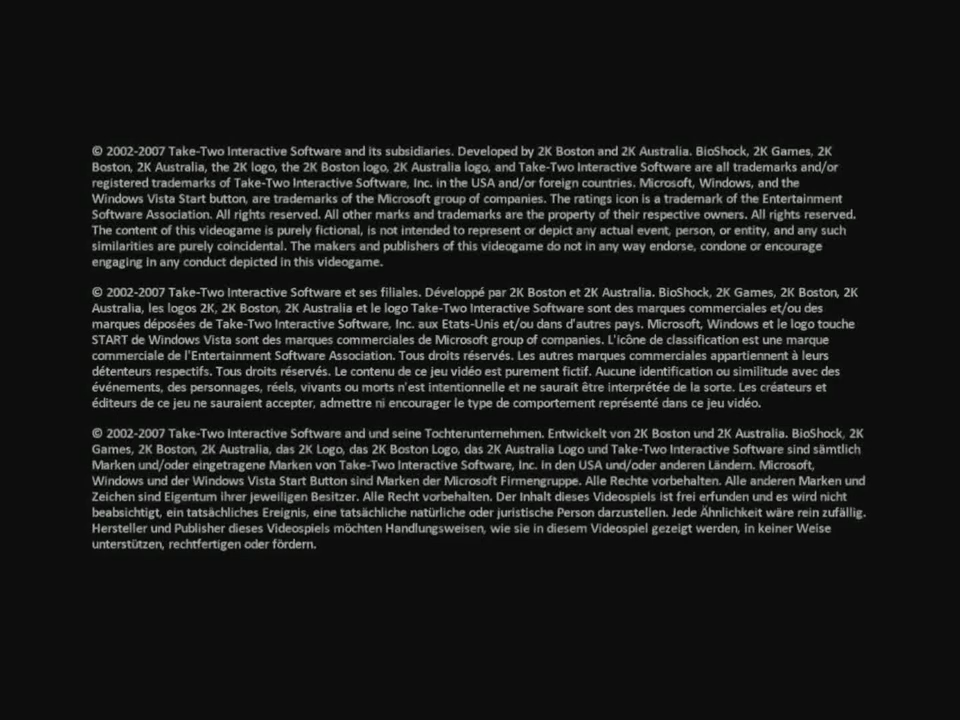 © 2002-2007 Take-Two Interactive Software and its subsidiaries. Developed by 2K Boston and 2K Australia. BioShock, 2K Games, 2K
Boston, 2K Australia, the 2K logo, the 2K Boston logo, 2K Australia logo, and Take-Two Interactive Software are all trademarks and/or
registered trademarks of Take-Two Interactive Software, Inc. in the USA and/or foreign countries. Microsoft, Windows, and the
Windows Vista Start button, are trademarks of the Microsoft group of companies. The ratings icon is a trademark of the Entertainment
Software Association. All rights reserved. All other marks and trademarks are the property of their respective owners. All rights reserved.
The content of this videogame is purely fictional, is not intended to represent or depict any actual event, person, or entity, and any such
similarities are purely coincidental. The makers and publishers of this videogame do not in any way endorse, condone or encourage
engaging in any conduct depicted in this videogame.
© 2002-2007 Take-Two Interactive Software et ses filiales. Développé par 2K Boston et 2K Australia. BioShock, 2K Games, 2K Boston, 2K
Australia, les logos 2K, 2K Boston, 2K Australia et le logo Take-Two Interactive Software sont des marques commerciales et/ou des
marques déposées de Take-Two Interactive Software, Inc. aux Etats-Unis et/ou dans d'autres pays. Microsoft, Windows et le logo touche
START de Windows Vista sont des marques commerciales de Microsoft group of companies. L'icône de classification est une marque
commerciale de l'Entertainment Software Association. Tous droits réservés. Les autres marques commerciales appartiennent à leurs
détenteurs respectifs. Tous droits réservés. Le contenu de ce jeu vidéo est purement fictif. Aucune identification ou similitude avec des
événements, des personnages, réels, vivants ou morts n'est intentionnelle et ne saurait être interprétée de la sorte. Les créateurs et
éditeurs de ce jeu ne sauraient accepter, admettre ni encourager le type de comportement représenté dans ce jeu vidéo.
© 2002-2007 Take-Two Interactive Software and und seine Tochterunternehmen. Entwickelt von 2K Boston und 2K Australia. BioShock, 2K
Games, 2K Boston, 2K Australia, das 2K Logo, das 2K Boston Logo, das 2K Australia Logo und Take-Two Interactive Software sind sämtlich
Marken und/oder eingetragene Marken von Take-Two Interactive Software, Inc. in den USA und/oder anderen Ländern. Microsoft,
Windows und der Windows Vista Start Button sind Marken der Microsoft Firmengruppe. Alle Rechte vorbehalten. Alle anderen Marken und
Zeichen sind Eigentum ihrer jeweiligen Besitzer. Alle Recht vorbehalten. Der Inhalt dieses Videospiels ist frei erfunden und es wird nicht
beabsichtigt, ein tatsächliches Ereignis, eine tatsächliche natürliche oder juristische Person darzustellen. Jede Ähnlichkeit wäre rein zufällig.
Hersteller und Publisher dieses Videospiels möchten Handlungsweisen, wie sie in diesem Videospiel gezeigt werden, in keiner Weise
unterstützen, rechtfertigen oder fördern.